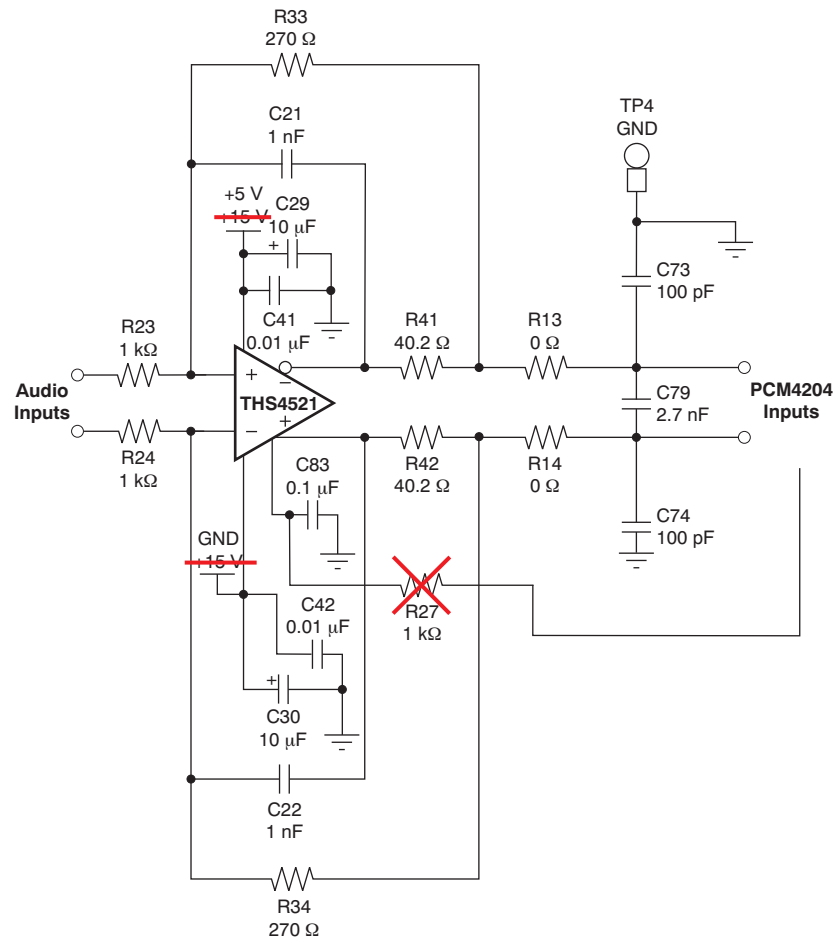 R33
270 Ω
C21
1 nF
TP4
GND
+5 V
+15 V
C29
10 µF
+
C41
0.01 µF
C73
100 pF
R23
1 kΩ
R41
40.2 Ω
R13
0 Ω
Audio
Inputs
+
−
THS4521
−
+
C79
2.7 nF
PCM4204
Inputs
R24
1 kΩ
C83
0.1 µF
R42
40.2 Ω
R14
0 Ω
C74
100 pF
GND
+15 V
R27
1 kΩ
C42
0.01 µF
+
C30
10 µF
C22
1 nF
R34
270 Ω